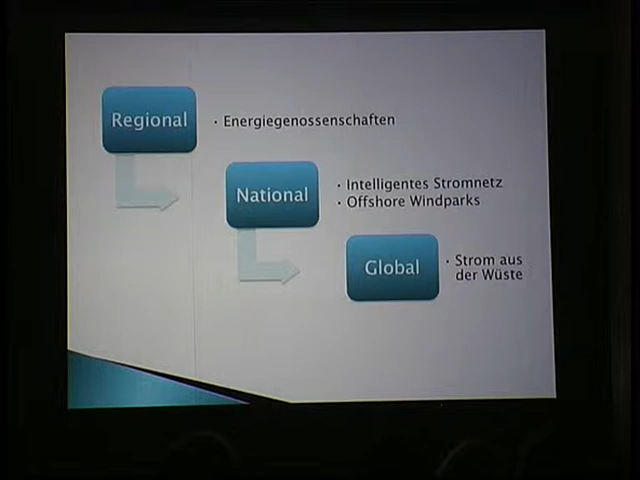 Regional
· Energiegenossenschaften
National
· Intelligentes Stromnetz
· Offshore Windparks
Global
· Strom aus
der Wüste